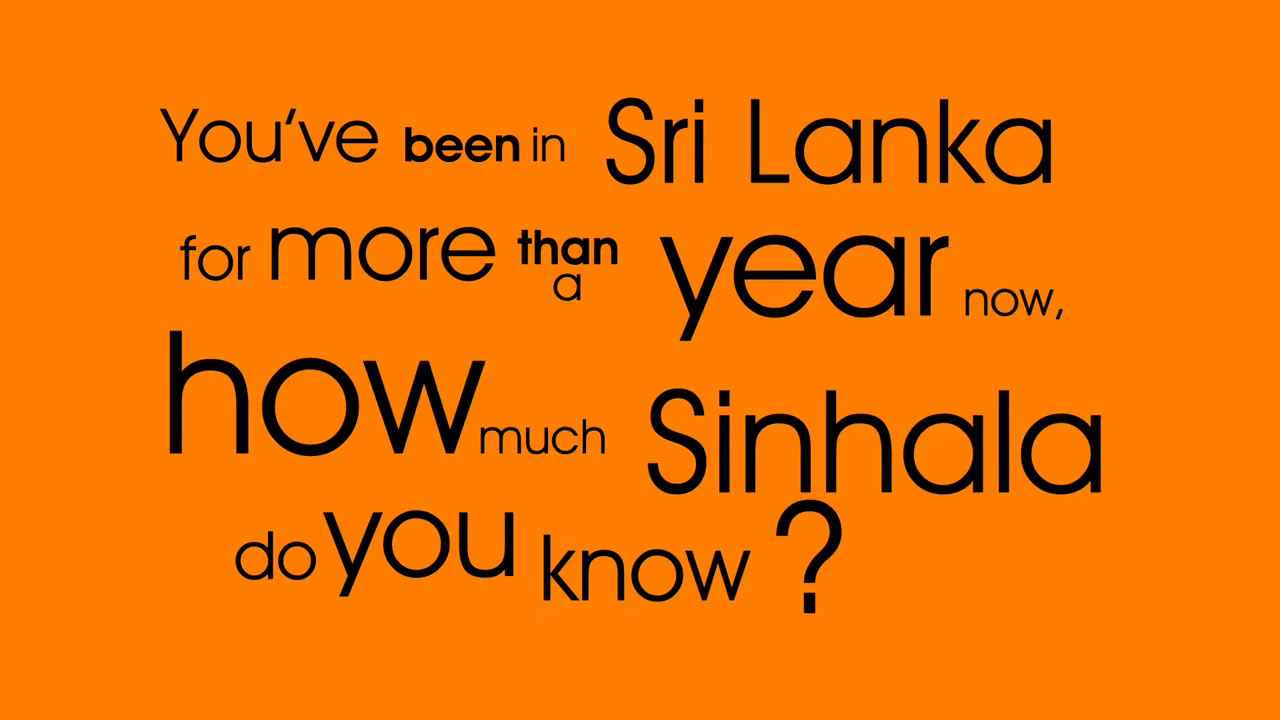 You've been in Sri Lanka
for more than a year now,
how much Sinhala
do you know ?